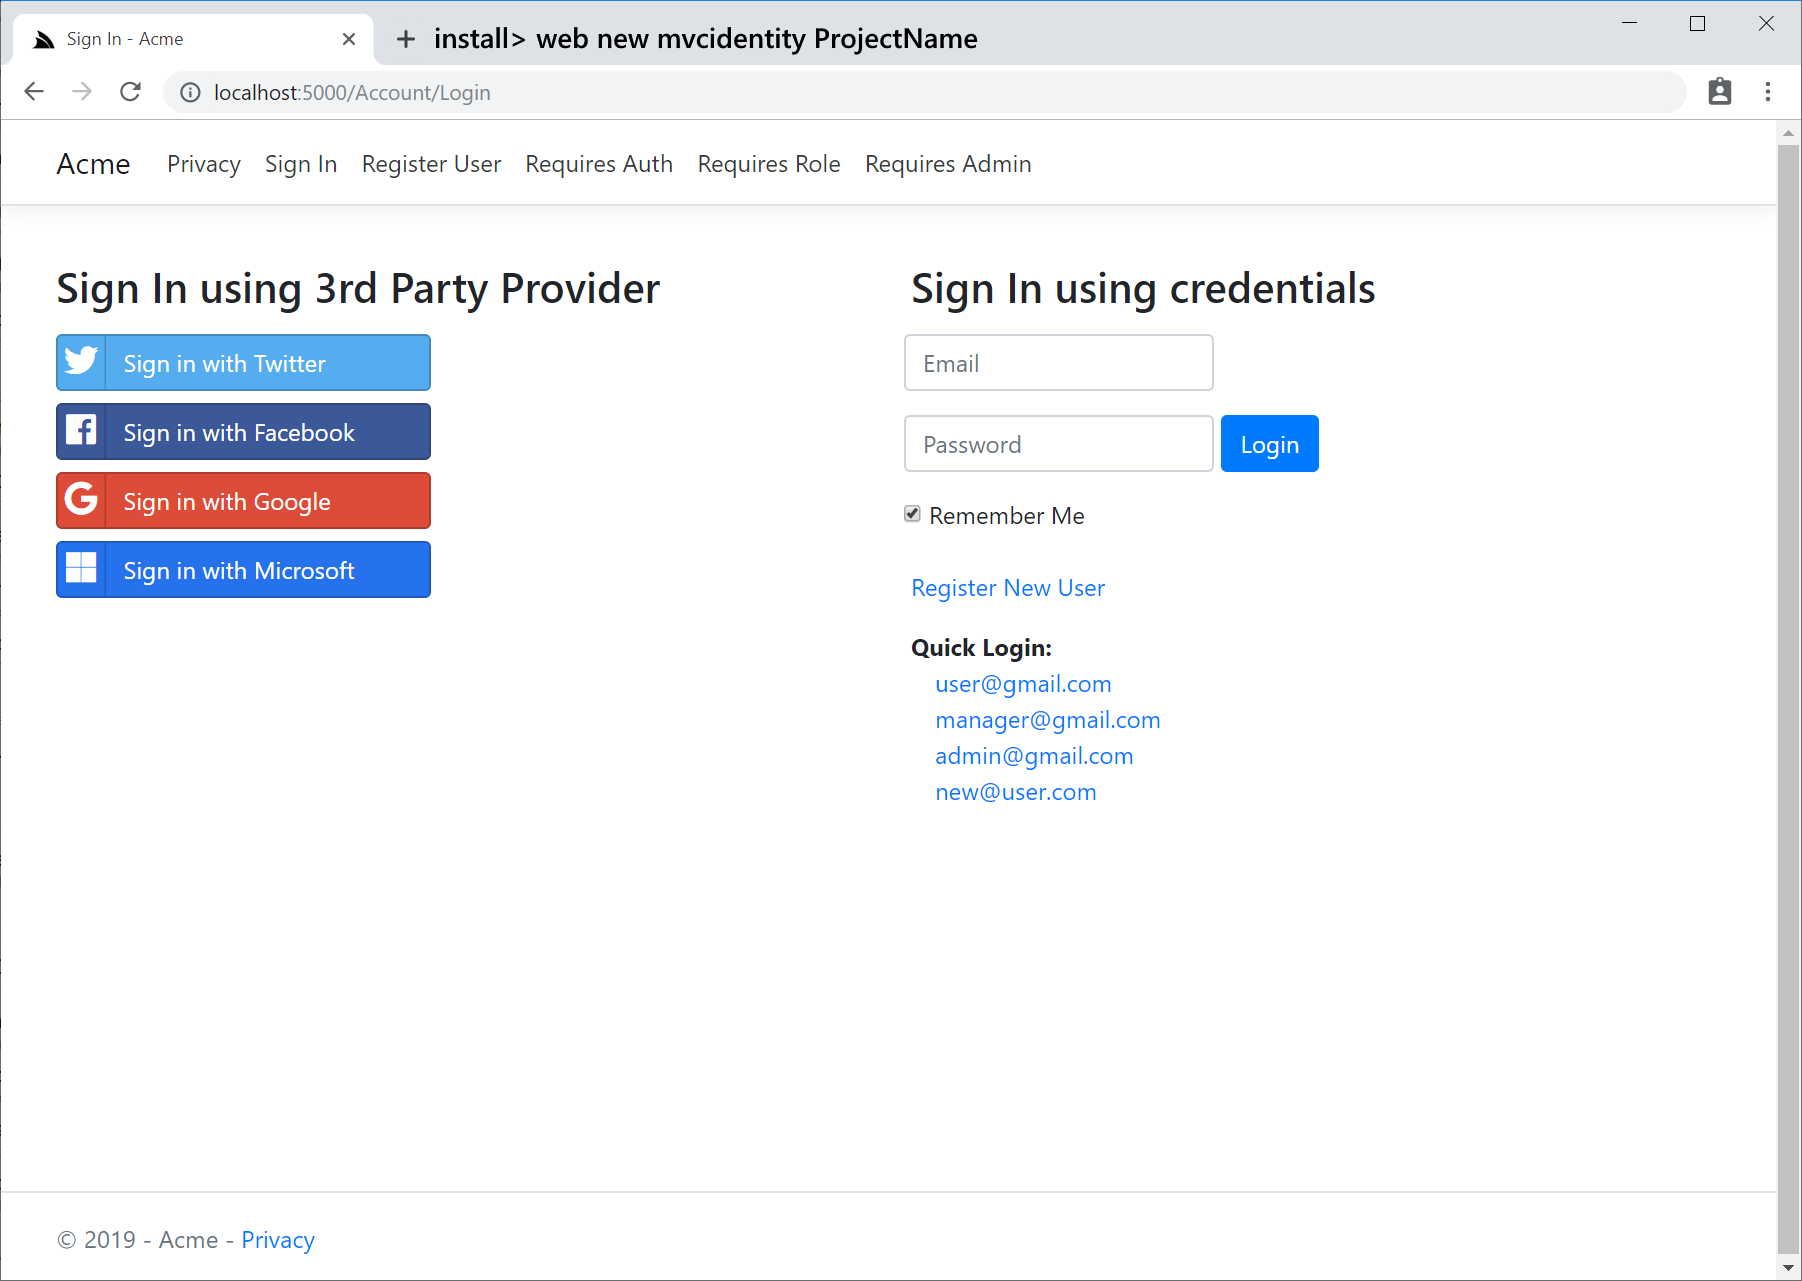 Sign In - Acme
install> web new mvcidentity ProjectName
localhost:5000/Account/Login
Acme Privacy Sign In Register User Requires Auth Requires Role Requires Admin
Sign In using 3rd Party Provider
Sign in with Twitter
Sign in with Facebook
Sign in with Google
Sign in with Microsoft
Sign In using credentials
Email
Password Login
Remember Me
Register New User
Quick Login:
user@gmail.com
manager@gmail.com
admin@gmail.com
new@user.com
© 2019 - Acme - Privacy